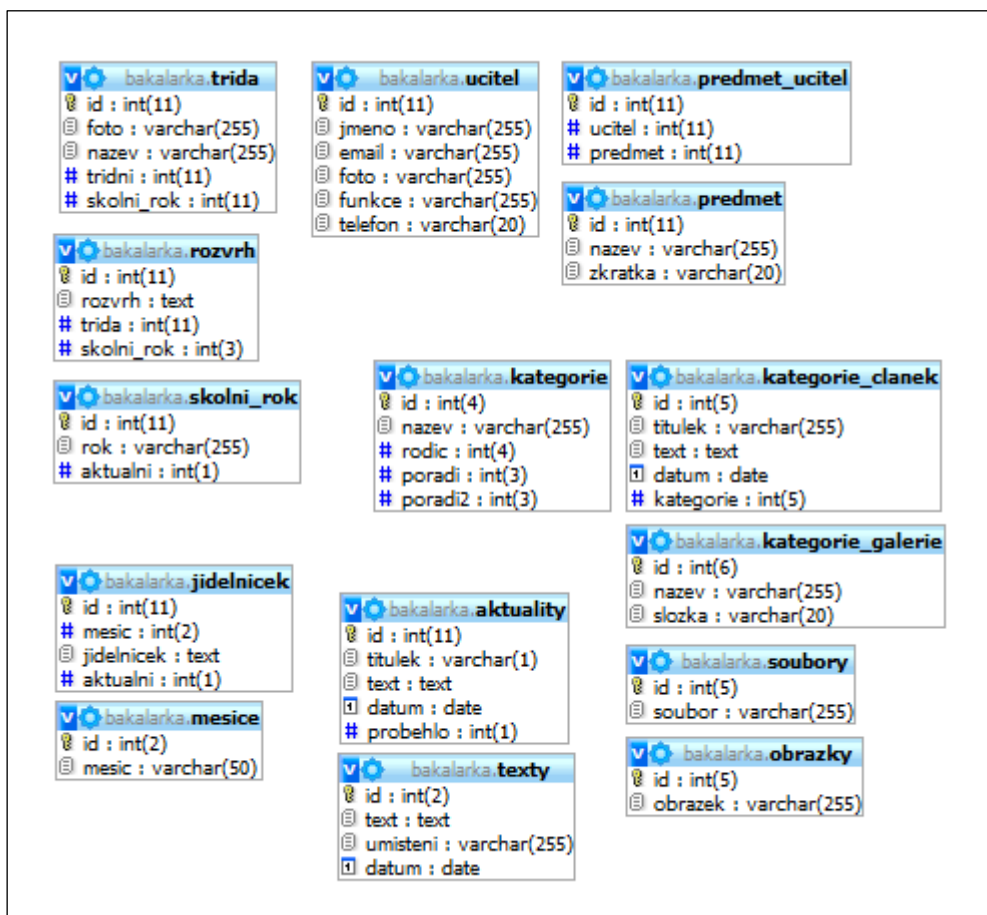 bakalarka.trida
id : int(11)
foto : varchar(255)
nazev : varchar(255)
tridni : int(11)
skolni_rok : int(11)
bakalarka.ucitel
id : int(11)
jmeno : varchar(255)
email : varchar(255)
foto : varchar(255)
funkce : varchar(255)
telefon : varchar(20)
bakalarka.predmet_ucitel
id : int(11)
ucitel : int(11)
predmet : int(11)
bakalarka.predmet
id : int(11)
nazev : varchar(255)
zkratka : varchar(20)
bakalarka.rozvrh
id : int(11)
rozvrh : text
trida : int(11)
skolni_rok : int(3)
bakalarka.skolni_rok
id : int(11)
rok : varchar(255)
aktualni : int(1)
bakalarka.kategorie
id : int(4)
nazev : varchar(255)
rodic : int(4)
poradi : int(3)
poradi2 : int(3)
bakalarka.kategorie_clanek
id : int(5)
titulek : varchar(255)
text : text
datum : date
kategorie : int(5)
bakalarka.kategorie_galerie
id : int(6)
nazev : varchar(255)
slozka : varchar(20)
bakalarka.jidelnicek
id : int(11)
mesic : int(2)
jidelnicek : text
aktualni : int(1)
bakalarka.mesice
id : int(2)
mesic : varchar(50)
bakalarka.aktuality
id : int(11)
titulek : varchar(1)
text : text
datum : date
probehlo : int(1)
bakalarka.texty
id : int(2)
text : text
umisteni : varchar(255)
datum : date
bakalarka.soubory
id : int(5)
soubor : varchar(255)
bakalarka.obrazky
id : int(5)
obrazek : varchar(255)